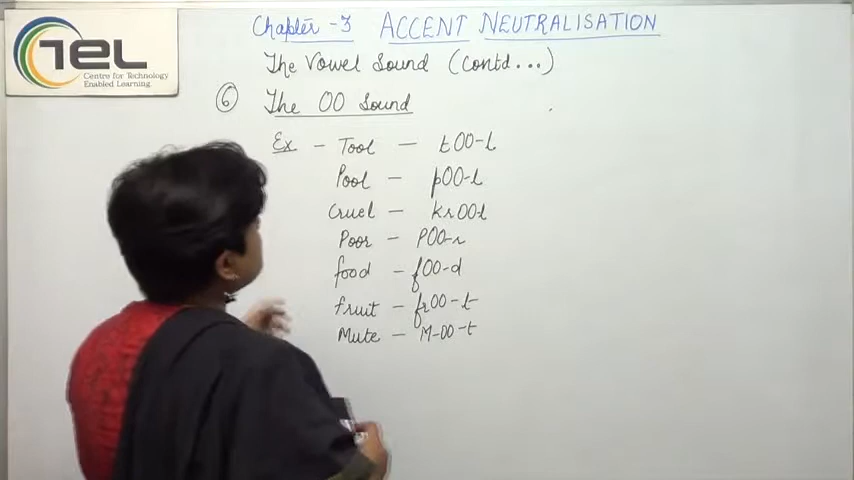 TEL
Centre for Technology
Enabled Learning
Chapter - 3 ACCENT NEUTRALISATION
The Vowel Sound (Contd...)
6 The OO Sound
Ex - Tool - tOO-l
Pool - pOO-l
Cruel - krOO-l
Poor - POO-r
food - fOO-d
fruit - frOO-t
Mute - M-OO-t